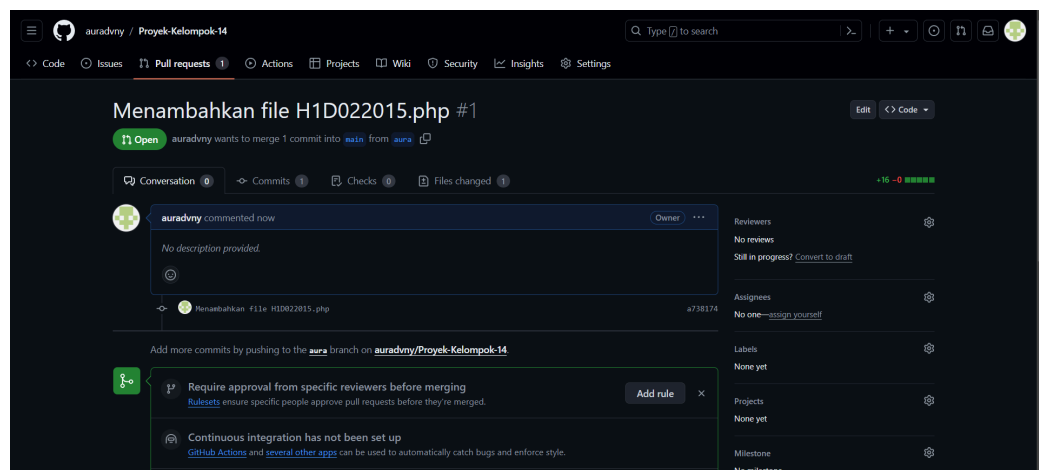 auradvny / Proyek-Kelompok-14
Type / to search
Code Issues Pull requests 1 Actions Projects Wiki Security Insights Settings
Menambahkan file H1D022015.php #1
Edit Code
Open auradvny wants to merge 1 commit into main from aura
Conversation 0 Commits 1 Checks 0 Files changed 1
+16 −0
auradvny commented now
Owner
No description provided.
Menambahkan file H1D022015.php
a738174
Add more commits by pushing to the aura branch on auradvny/Proyek-Kelompok-14.
Require approval from specific reviewers before merging
Rulesets ensure specific people approve pull requests before they're merged.
Add rule
Continuous integration has not been set up
GitHub Actions and several other apps can be used to automatically catch bugs and enforce style.
Reviewers
No reviews
Still in progress? Convert to draft
Assignees
No one—assign yourself
Labels
None yet
Projects
None yet
Milestone
No milestone